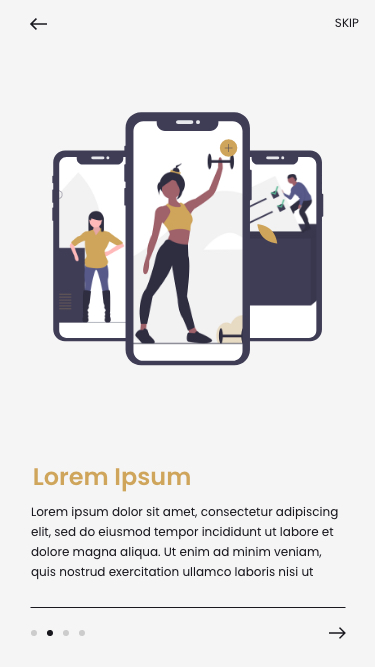 SKIP
Lorem Ipsum
Lorem ipsum dolor sit amet, consectetur adipiscing
elit, sed do eiusmod tempor incididunt ut labore et
dolore magna aliqua. Ut enim ad minim veniam,
quis nostrud exercitation ullamco laboris nisi ut